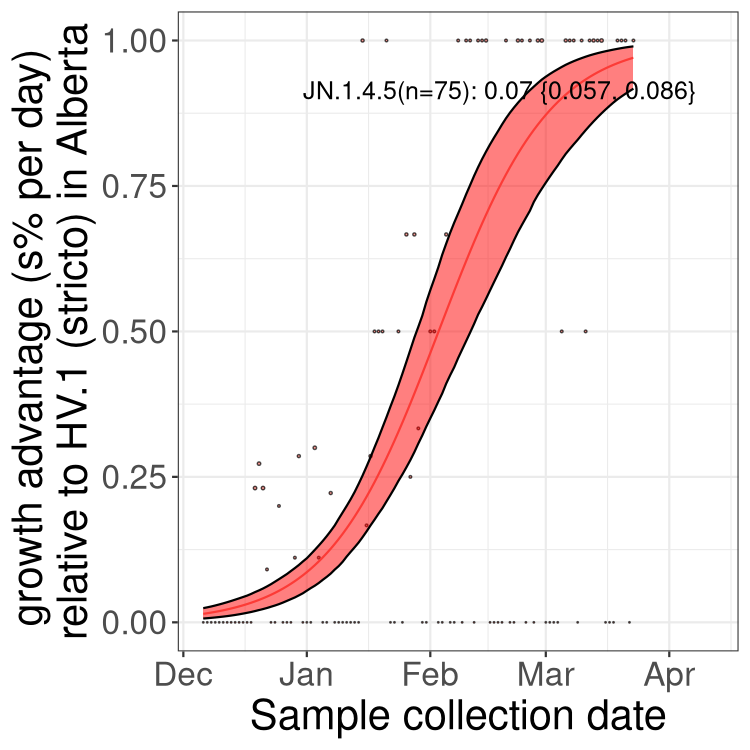 growth advantage (s% per day)
relative to HV.1 (stricto) in Alberta
1.00
0.75
0.50
0.25
0.00
JN.1.4.5(n=75): 0.07 {0.057, 0.086}
Dec Jan Feb Mar Apr
Sample collection date